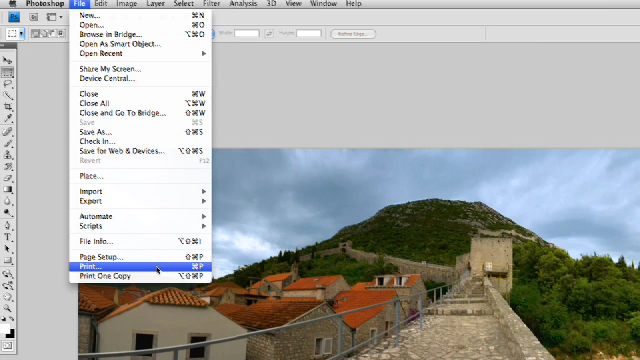 Photoshop File Edit Image Layer Select Filter Analysis 3D View Window Help
Width: Height: Refine Edge...
New... ⌘N
Open... ⌘O
Browse in Bridge... ⌥⌘O
Open As Smart Object...
Open Recent
Share My Screen...
Device Central...
Close ⌘W
Close All ⌥⌘W
Close and Go To Bridge... ⇧⌘W
Save ⌘S
Save As... ⇧⌘S
Check In...
Save for Web & Devices... ⌥⇧⌘S
Revert F12
Place...
Import
Export
Automate
Scripts
File Info... ⌥⇧⌘I
Page Setup... ⇧⌘P
Print... ⌘P
Print One Copy ⌥⇧⌘P